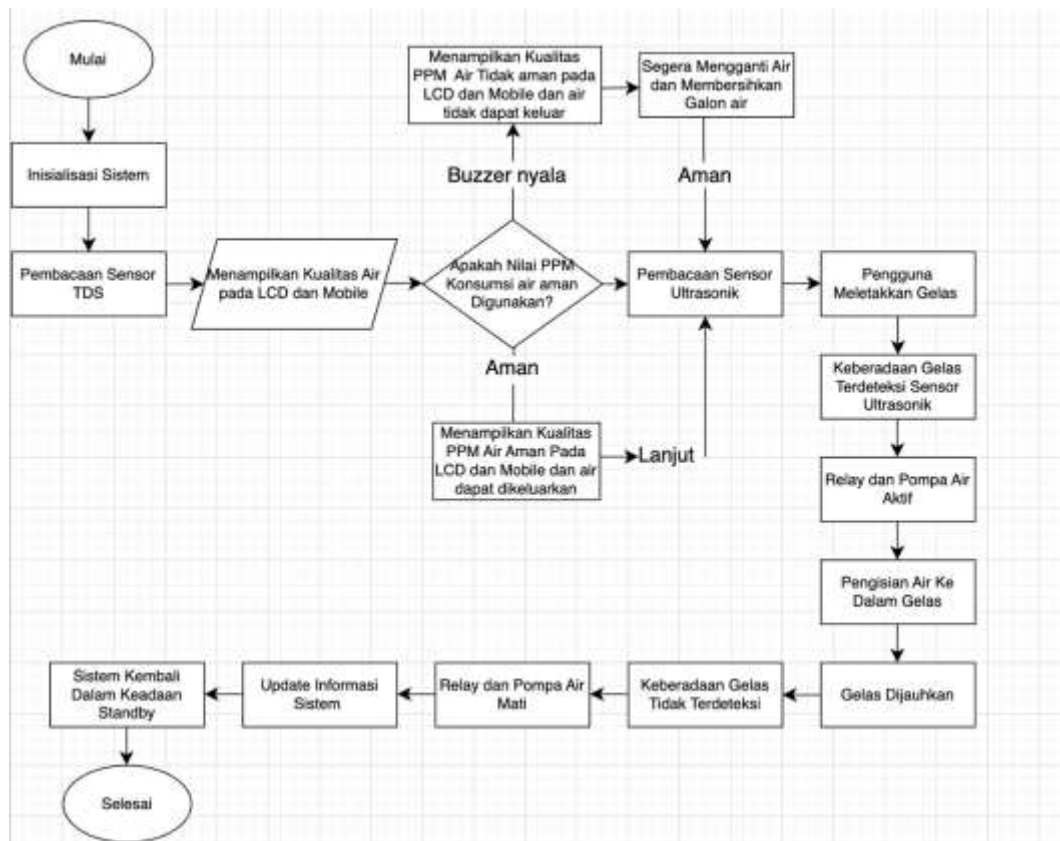 Mulai
Inisialisasi Sistem
Pembacaan Sensor
TDS
Menampilkan Kualitas Air
pada LCD dan Mobile
Apakah Nilai PPM
Konsumsi air aman
Digunakan?
Buzzer nyala
Menampilkan Kualitas
PPM Air Tidak aman pada
LCD dan Mobile dan air
tidak dapat keluar
Segera Mengganti Air
dan Membersihkan
Galon air
Aman
Aman
Menampilkan Kualitas
PPM Air Aman Pada
LCD dan Mobile dan air
dapat dikeluarkan
Lanjut
Pembacaan Sensor
Ultrasonik
Pengguna
Meletakkan Gelas
Keberadaan Gelas
Terdeteksi Sensor
Ultrasonik
Relay dan Pompa Air
Aktif
Pengisian Air Ke
Dalam Gelas
Gelas Dijauhkan
Keberadaan Gelas
Tidak Terdeteksi
Relay dan Pompa Air
Mati
Update Informasi
Sistem
Sistem Kembali
Dalam Keadaan
Standby
Selesai